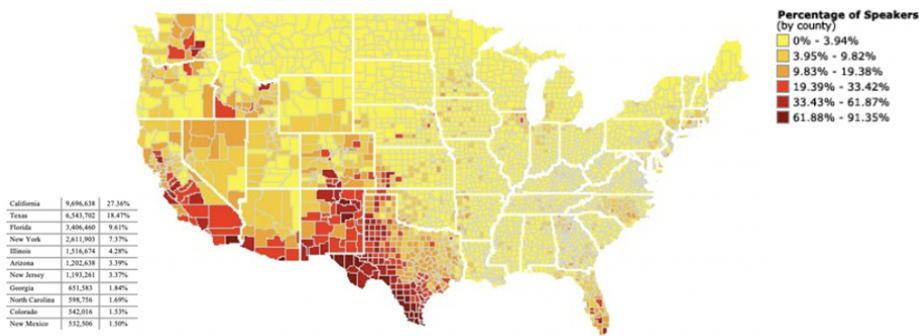 Percentage of Speakers
(by county)
0% - 3.94%
3.95% - 9.82%
9.83% - 19.38%
19.39% - 33.42%
33.43% - 61.87%
61.88% - 91.35%
California 9,696,638 27.36%
Texas 6,543,702 18.47%
Florida 3,406,460 9.61%
New York 2,611,903 7.37%
Illinois 1,516,674 4.28%
Arizona 1,202,638 3.39%
New Jersey 1,193,261 3.37%
Georgia 651,583 1.84%
North Carolina 598,756 1.69%
Colorado 542,016 1.53%
New Mexico 532,506 1.50%